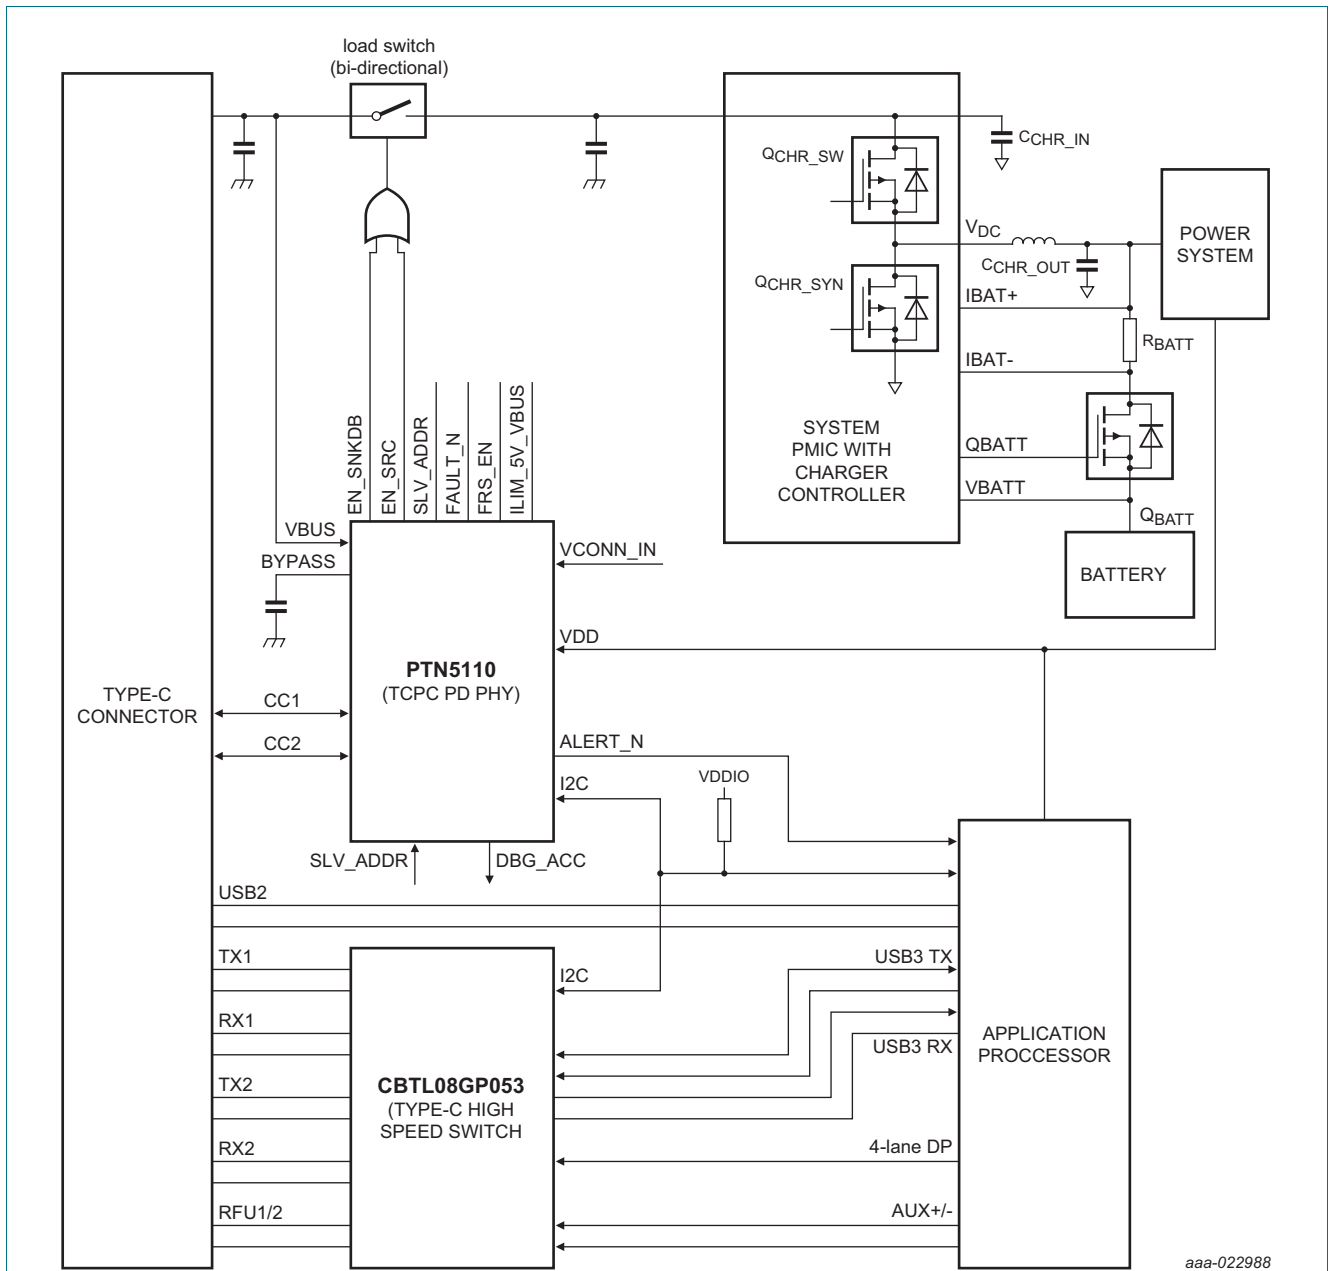 load switch
(bi-directional)
CCHR_IN
QCHR_SW
VDC
POWER
SYSTEM
CCHR_OUT
QCHR_SYN
IBAT+
RBATT
IBAT-
SYSTEM
PMIC WITH
CHARGER
CONTROLLER
QBATT
VBATT
QBATT
BATTERY
EN_SNKDB
EN_SRC
SLV_ADDR
FAULT_N
FRS_EN
ILIM_5V_VBUS
VBUS
BYPASS
VCONN_IN
VDD
PTN5110
(TCPC PD PHY)
TYPE-C
CONNECTOR
CC1
CC2
ALERT_N
I2C
VDDIO
SLV_ADDR
DBG_ACC
USB2
TX1
RX1
TX2
RX2
RFU1/2
I2C
CBTL08GP053
(TYPE-C HIGH
SPEED SWITCH
USB3 TX
USB3 RX
4-lane DP
AUX+/-
APPLICATION
PROCCESSOR
aaa-022988